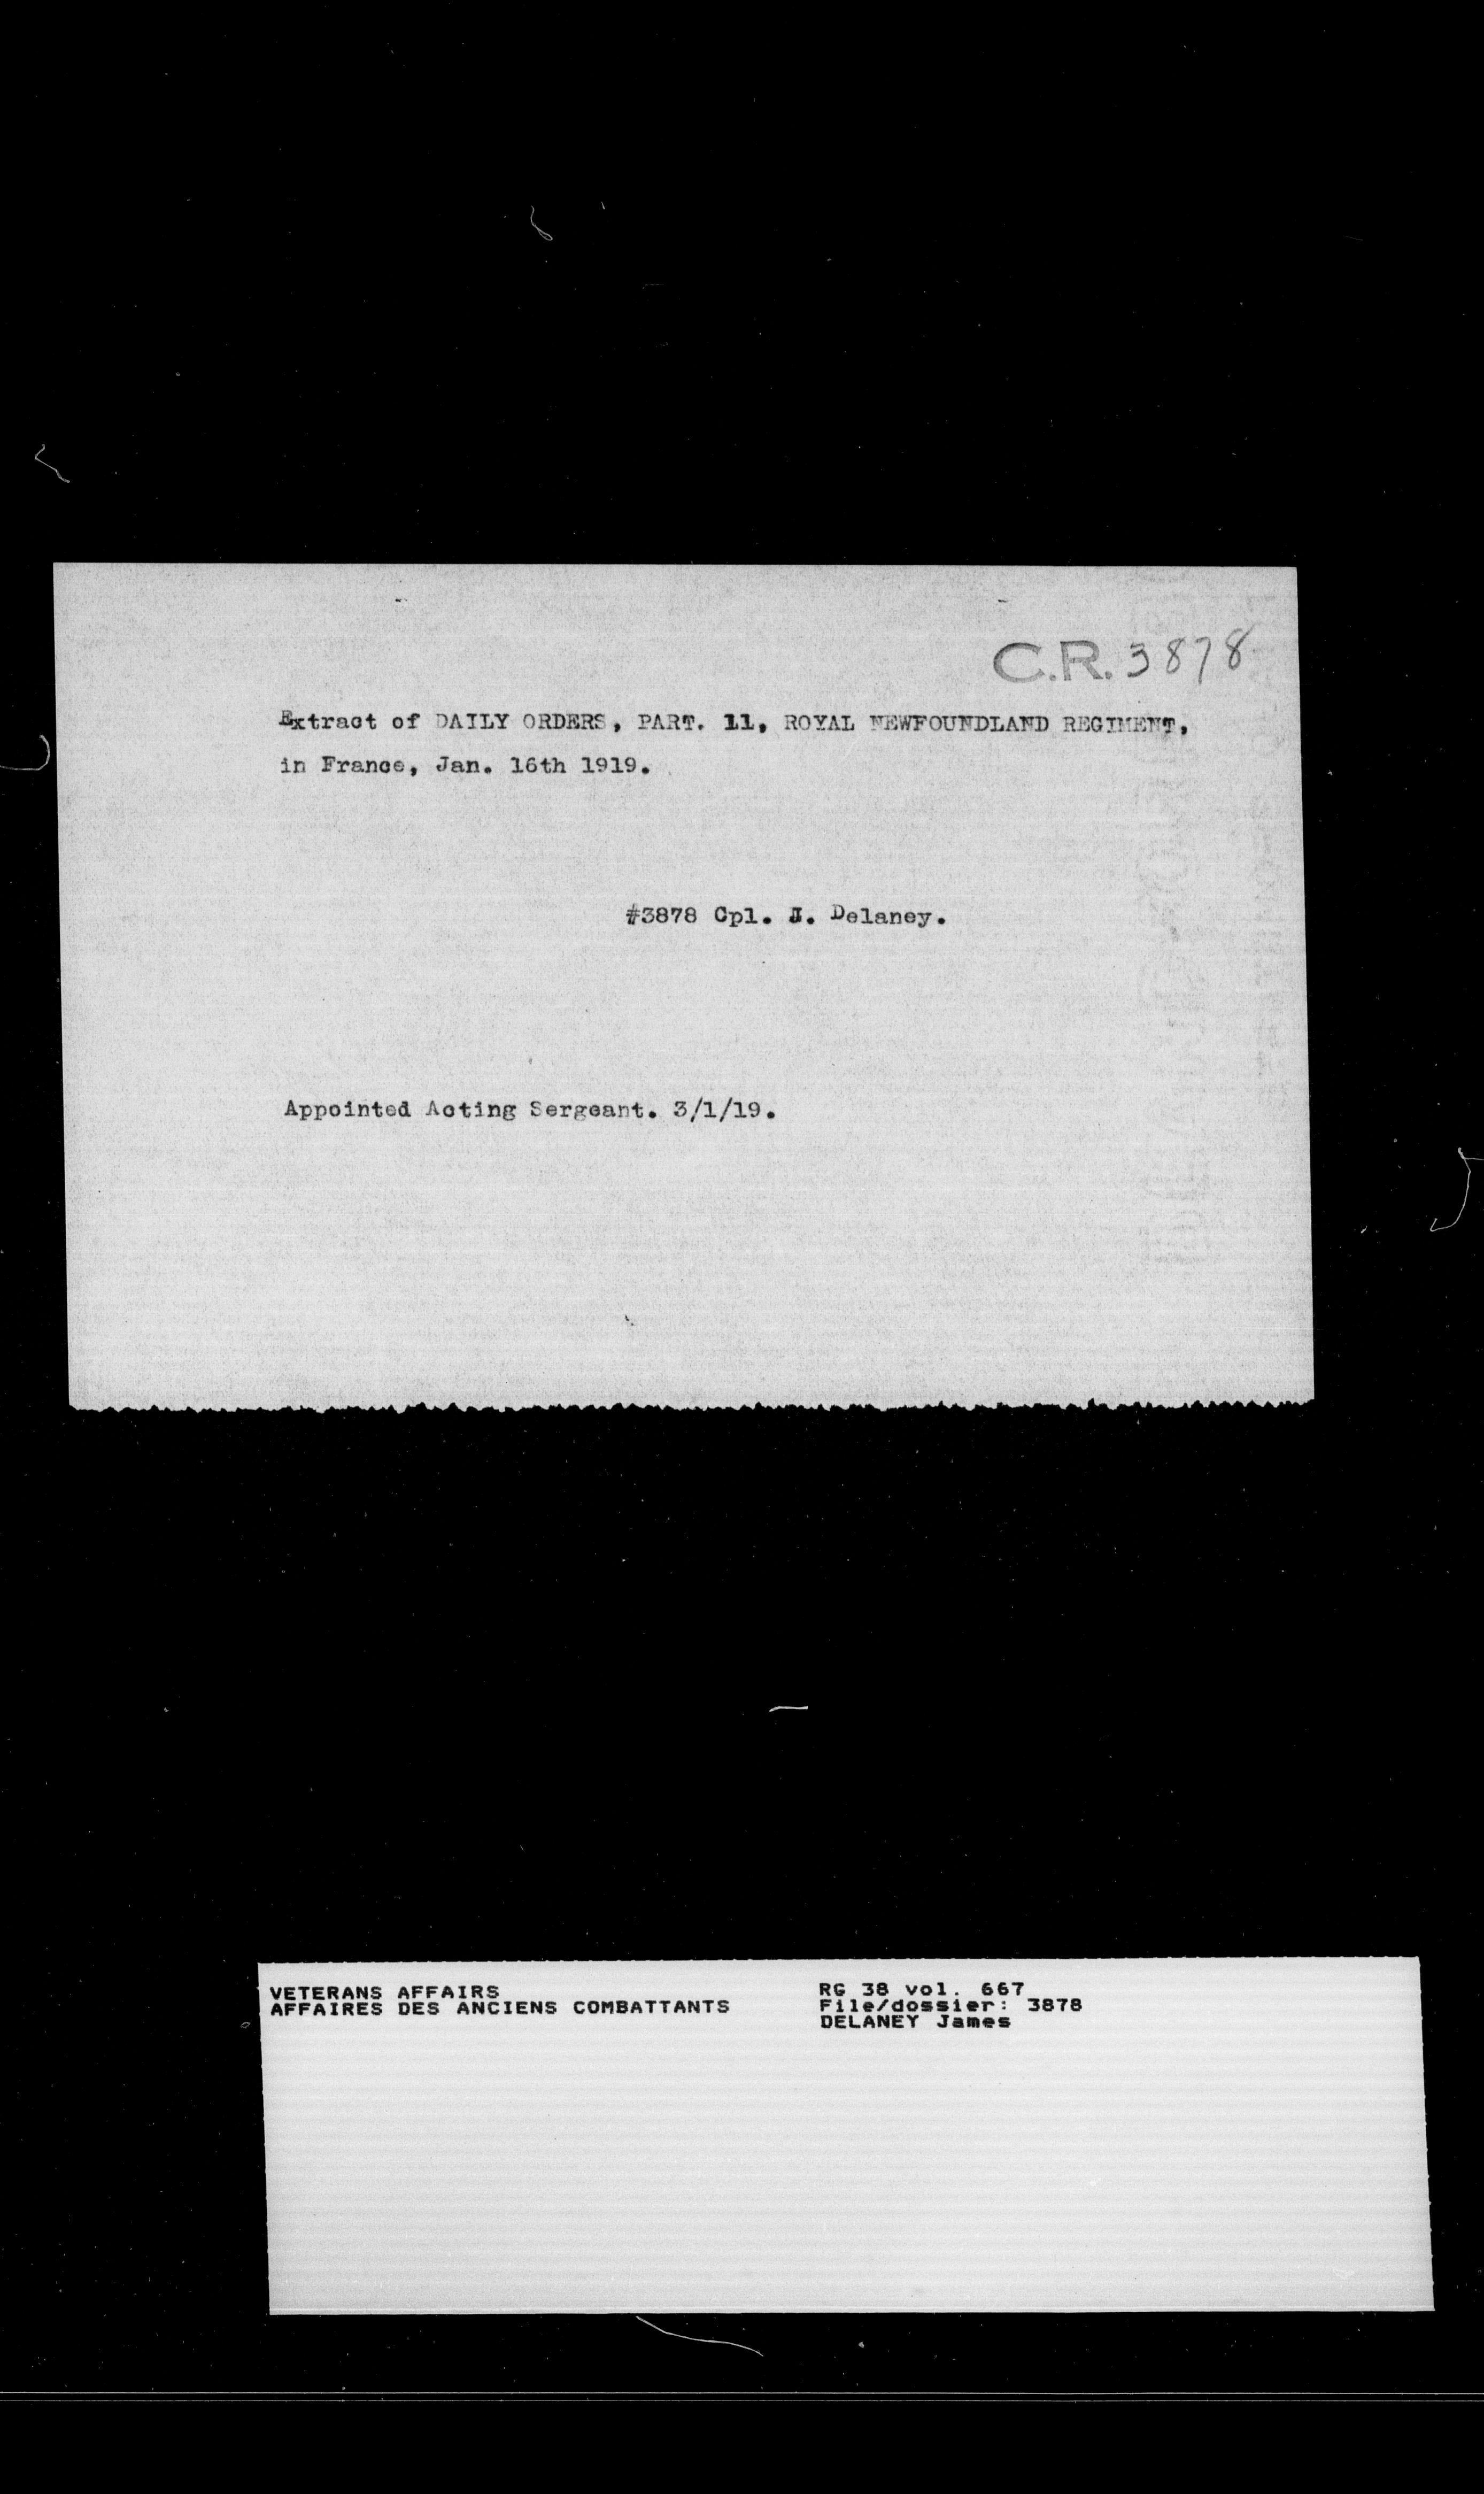 C.R. 3878
Extract of DAILY ORDERS, PART. 11, ROYAL NEWFOUNDLAND REGIMENT,
in France, Jan. 16th 1919.
#3878 Cpl. J. Delaney.
Appointed Acting Sergeant. 3/1/19.
VETERANS AFFAIRS
AFFAIRES DES ANCIENS COMBATTANTS
RG 38 vol. 667
File/dossier: 3878
DELANEY James